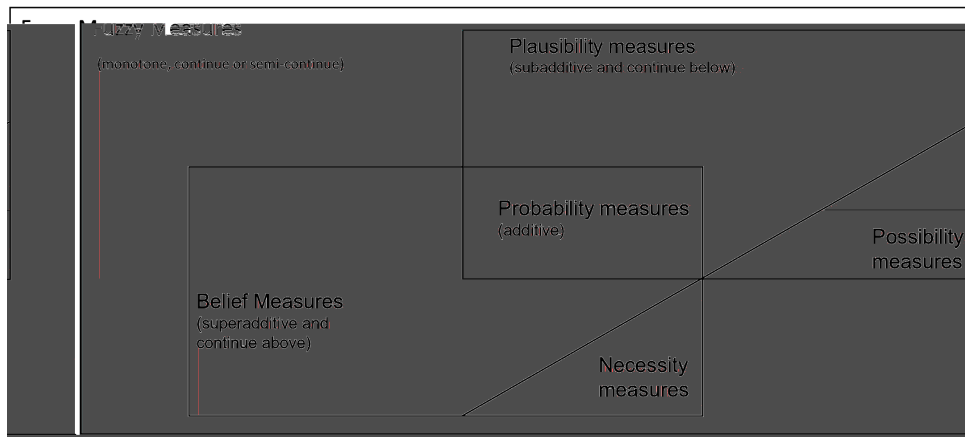 Fuzzy Measures
(monotone, continue or semi-continue)
Plausibility measures
(subadditive and continue below)
Probability measures
(additive)
Possibility
measures
Belief Measures
(superadditive and
continue above)
Necessity
measures